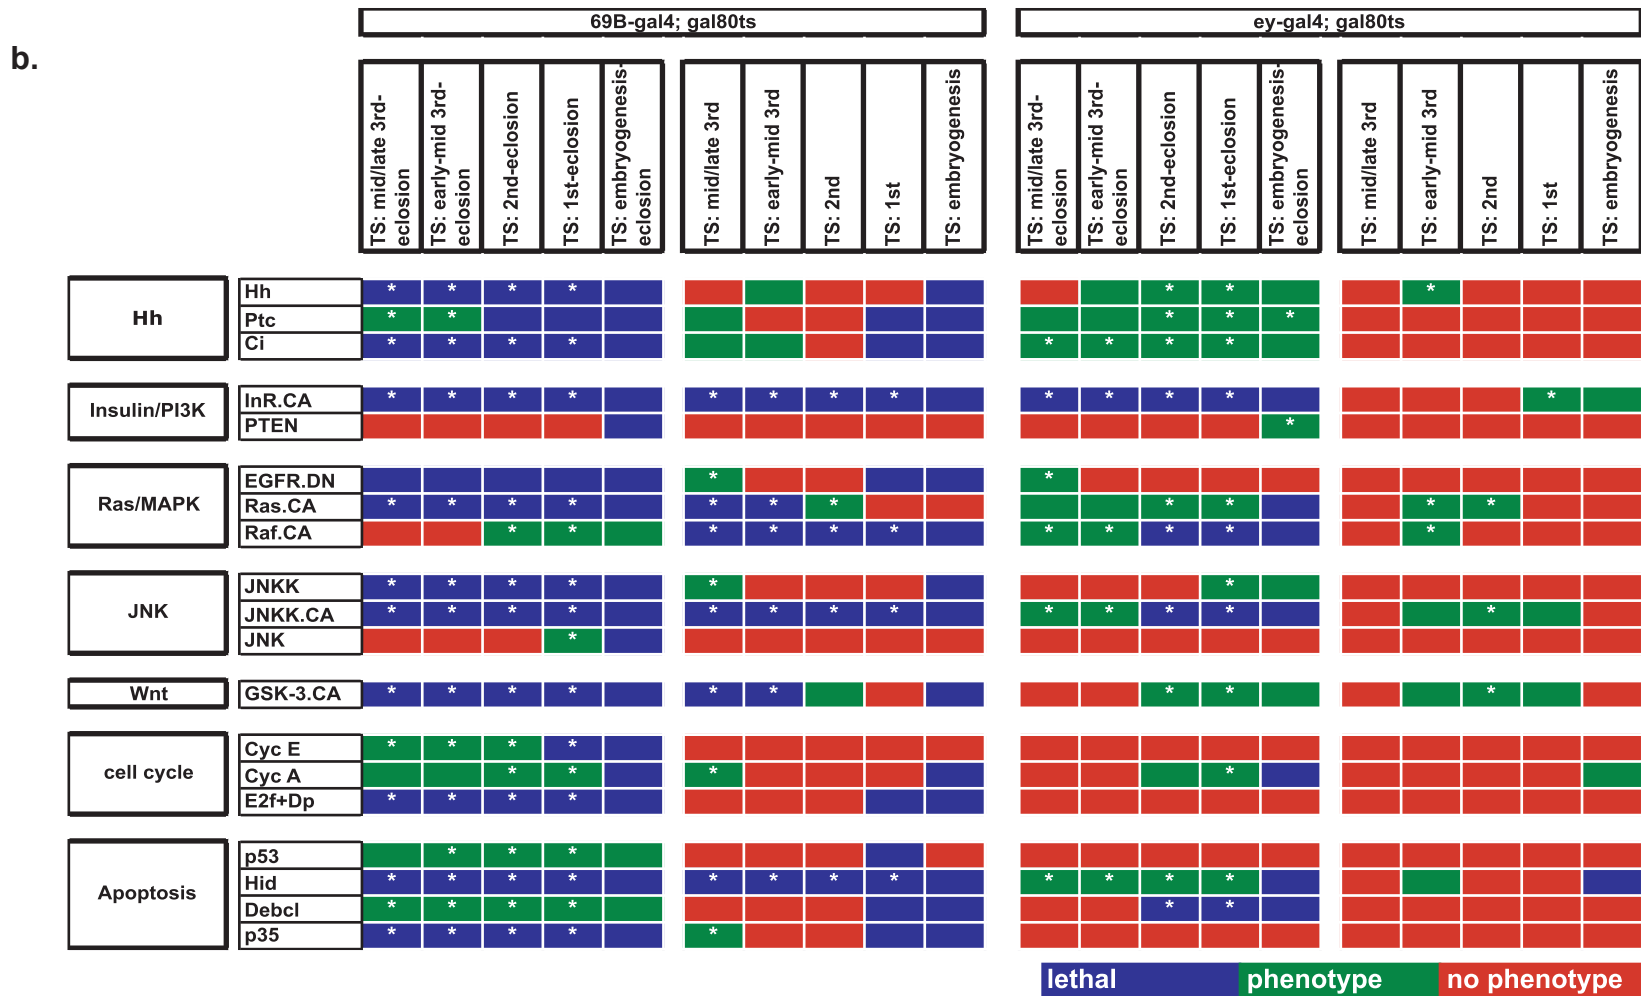 69B-gal4; gal80ts
ey-gal4; gal80ts
b.
TS: mid/late 3rd-
eclosion
TS: early-mid 3rd-
eclosion
TS: 2nd-eclosion
TS: 1st-eclosion
TS: embryogenesis-
eclosion
TS: mid/late 3rd
TS: early-mid 3rd
TS: 2nd
TS: 1st
TS: embryogenesis
TS: mid/late 3rd-
eclosion
TS: early-mid 3rd-
eclosion
TS: 2nd-eclosion
TS: 1st-eclosion
TS: embryogenesis-
eclosion
TS: mid/late 3rd
TS: early-mid 3rd
TS: 2nd
TS: 1st
TS: embryogenesis
Hh
Hh * * * * * * *
Ptc * * * * *
Ci * * * * * * * *
Insulin/PI3K
InR.CA * * * * * * * * * * * * *
PTEN *
Ras/MAPK
EGFR.DN * *
Ras.CA * * * * * * * * * * *
Raf.CA * * * * * * * * * * *
JNK
JNKK * * * * * *
JNKK.CA * * * * * * * * * * * * *
JNK *
Wnt
GSK-3.CA * * * * * * * * *
cell cycle
Cyc E * * * *
Cyc A * * * *
E2f+Dp * * * *
Apoptosis
p53 * * *
Hid * * * * * * * * * * * *
Debcl * * * * * *
p35 * * * * *
lethal
phenotype
no phenotype